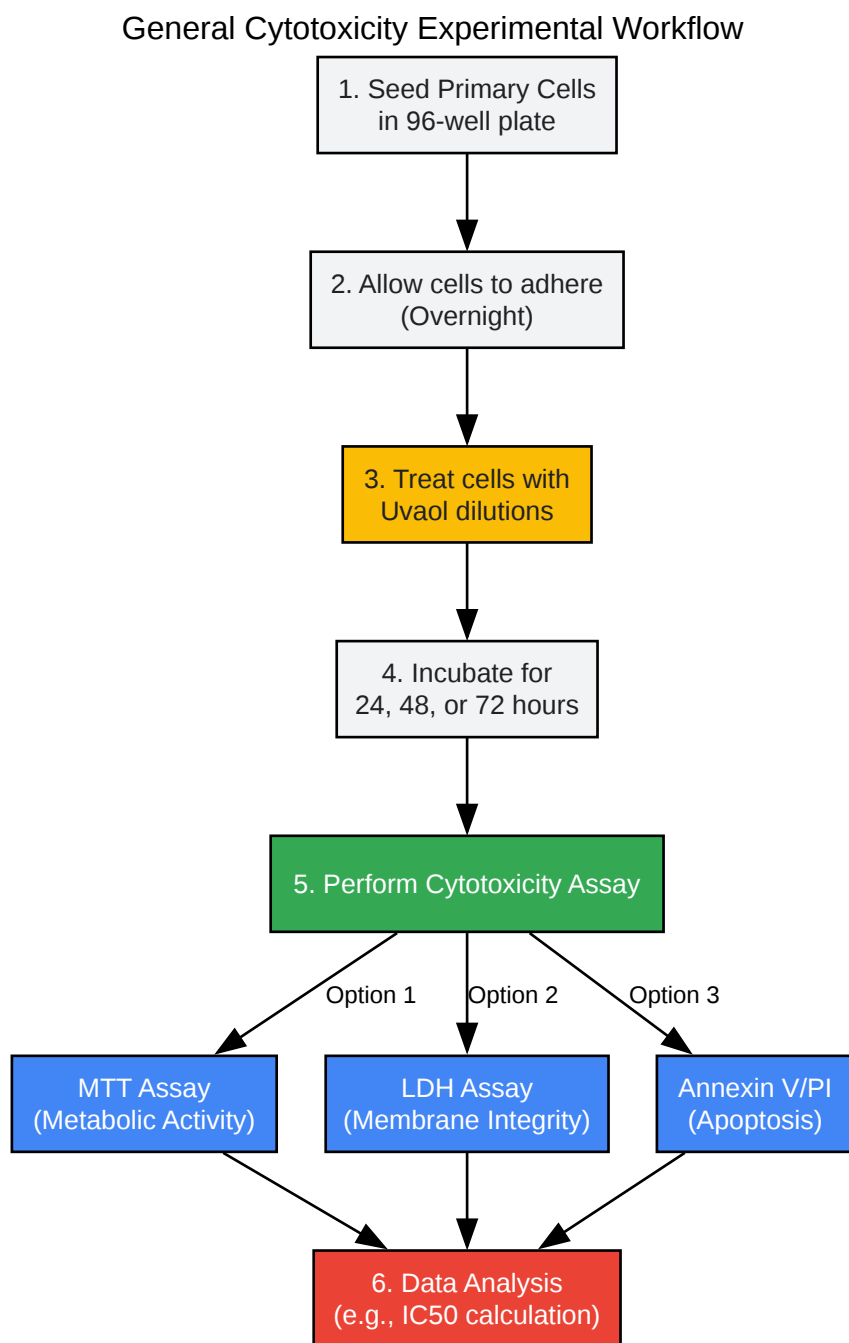 General Cytotoxicity Experimental Workflow
1. Seed Primary Cells
in 96-well plate
2. Allow cells to adhere
(Overnight)
3. Treat cells with
Uvaol dilutions
4. Incubate for
24, 48, or 72 hours
5. Perform Cytotoxicity Assay
Option 1
Option 2
Option 3
MTT Assay
(Metabolic Activity)
LDH Assay
(Membrane Integrity)
Annexin V/PI
(Apoptosis)
6. Data Analysis
(e.g., IC50 calculation)